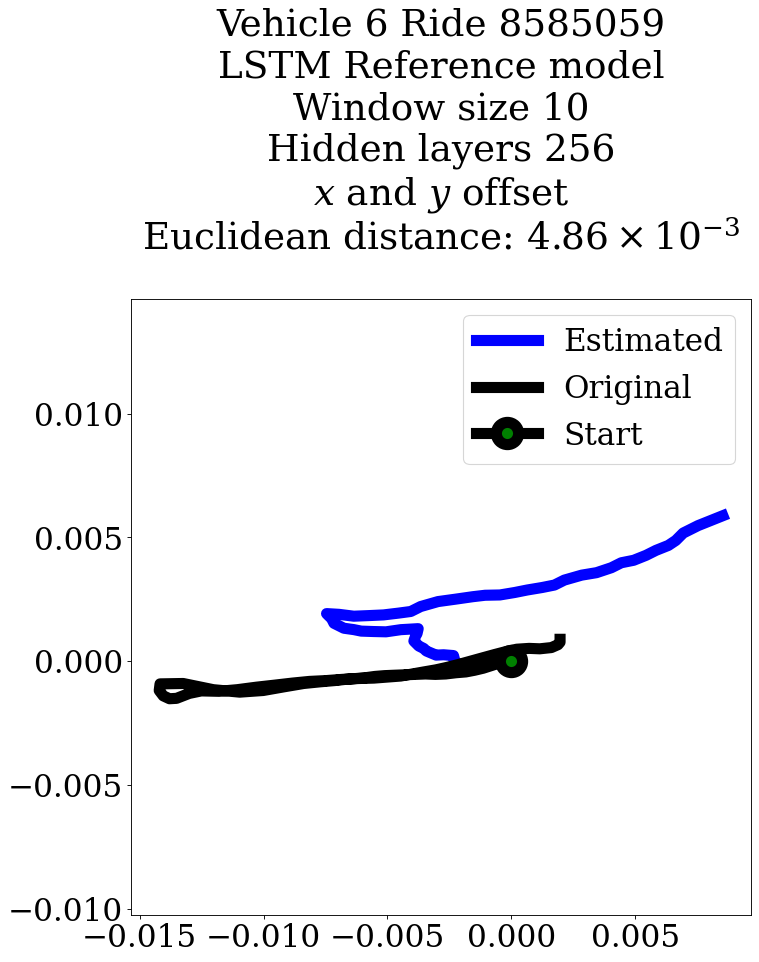 Vehicle 6 Ride 8585059
LSTM Reference model
Window size 10
Hidden layers 256
x and y offset
Euclidean distance: 4.86 × 10⁻³
Estimated
Original
Start
0.010
0.005
0.000
−0.005
−0.010
−0.015 −0.010 −0.005 0.000 0.005